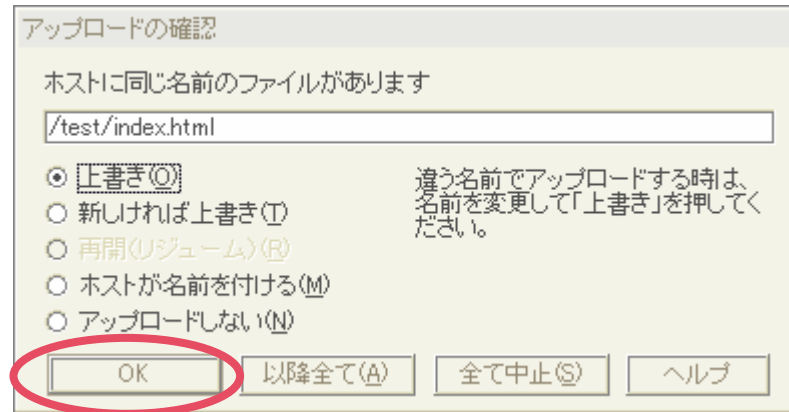 アップロードの確認
ホストに同じ名前のファイルがあります
/test/index.html
上書き(O)
新しければ上書き(T)
再開(リジューム)(R)
ホストが名前を付ける(M)
アップロードしない(N)
違う名前でアップロードする時は、
名前を変更して「上書き」を押してく
ださい。
OK
以降全て(A)
全て中止(S)
ヘルプ